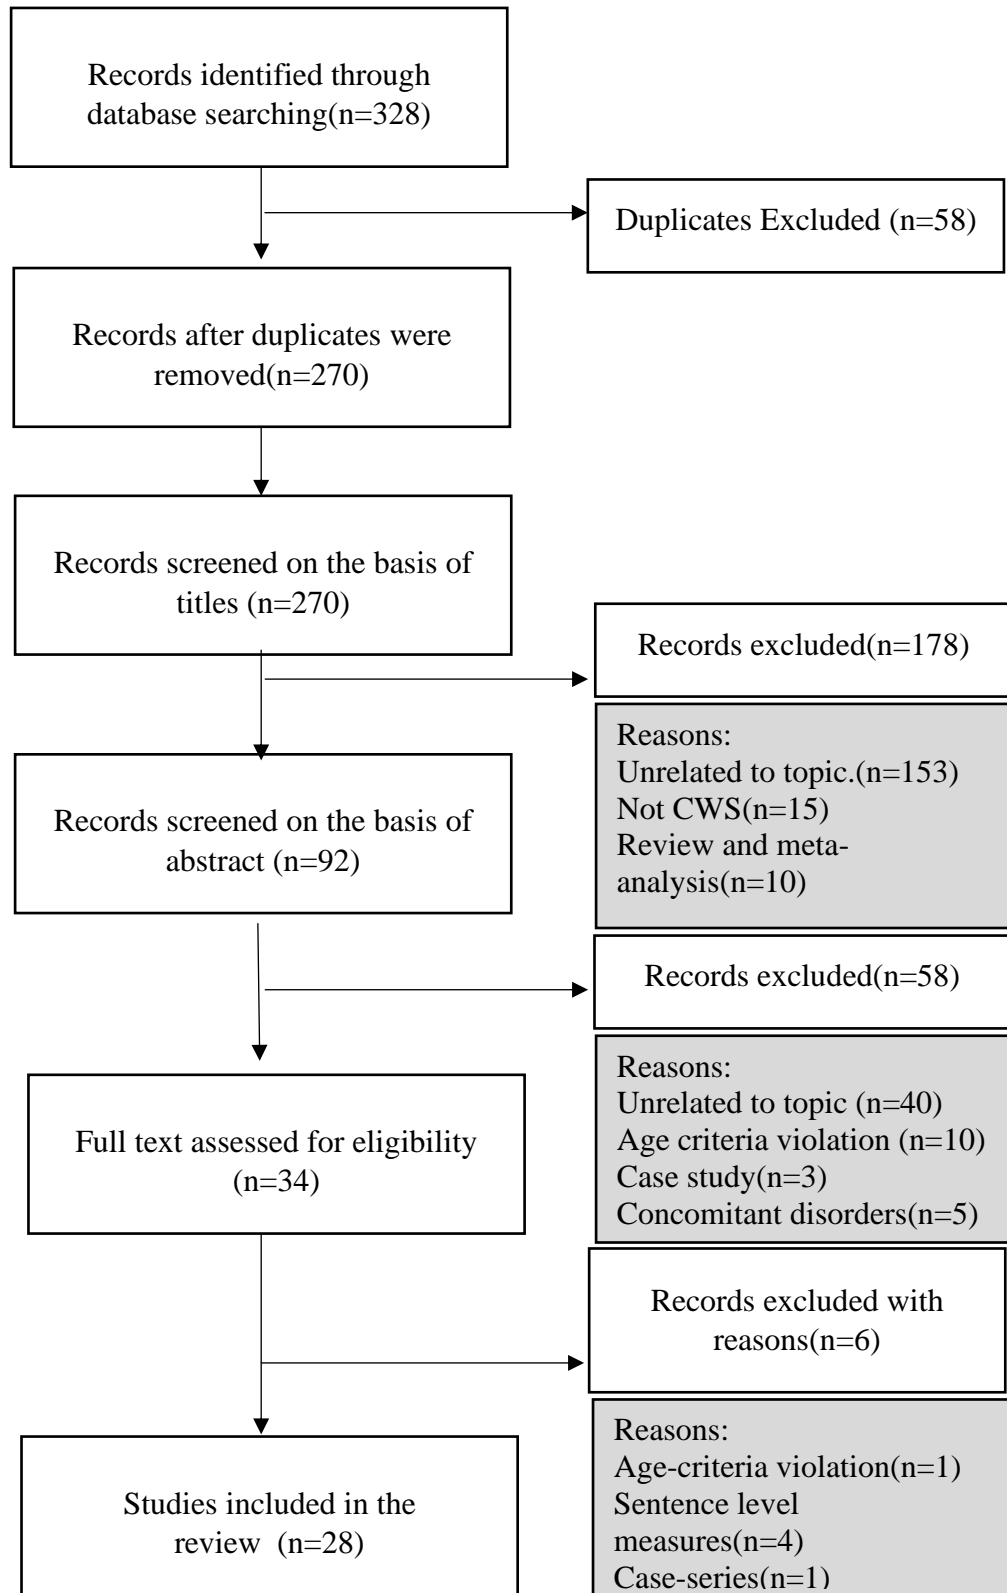 Records identified through
database searching(n=328)
Duplicates Excluded (n=58)
Records after duplicates were
removed(n=270)
Records screened on the basis of
titles (n=270)
Records excluded(n=178)
Reasons:
Unrelated to topic.(n=153)
Not CWS(n=15)
Review and meta-
analysis(n=10)
Records screened on the basis of
abstract (n=92)
Records excluded(n=58)
Reasons:
Unrelated to topic (n=40)
Age criteria violation (n=10)
Case study(n=3)
Concomitant disorders(n=5)
Full text assessed for eligibility
(n=34)
Records excluded with
reasons(n=6)
Reasons:
Age-criteria violation(n=1)
Sentence level
measures(n=4)
Case-series(n=1)
Studies included in the
review (n=28)